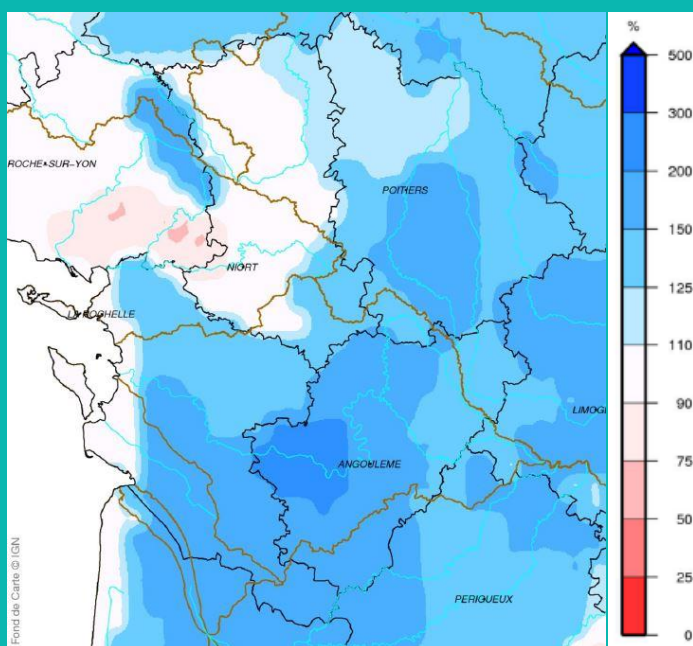 %
500
300
200
150
125
110
90
75
50
25
0
ROCHE-SUR-YON
POITIERS
NIORT
LA ROCHELLE
LIMOG
ANGOULEME
PERIGUEUX
Fond de Carte © IGN